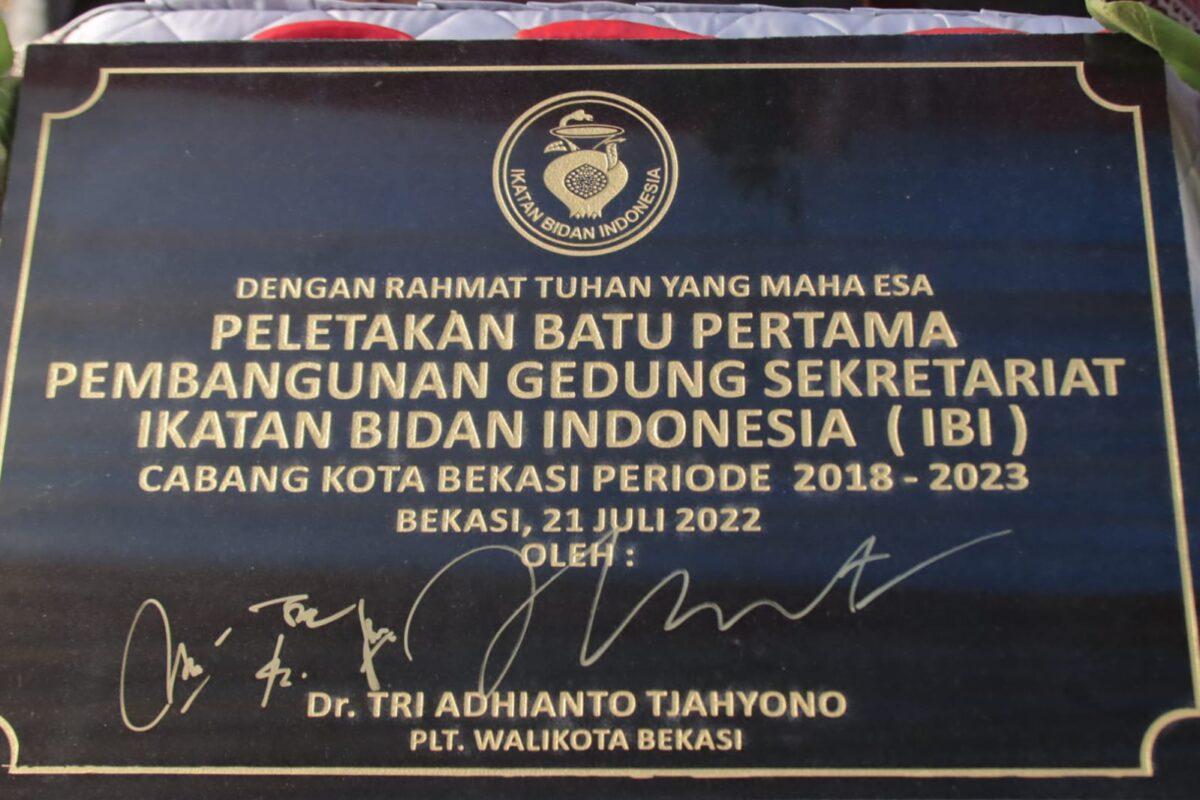 IKATAN BIDAN INDONESIA
DENGAN RAHMAT TUHAN YANG MAHA ESA
PELETAKAN BATU PERTAMA
PEMBANGUNAN GEDUNG SEKRETARIAT
IKATAN BIDAN INDONESIA ( IBI )
CABANG KOTA BEKASI PERIODE 2018 - 2023
BEKASI, 21 JULI 2022
OLEH :
Dr. TRI ADHIANTO TJAHYONO
PLT. WALIKOTA BEKASI